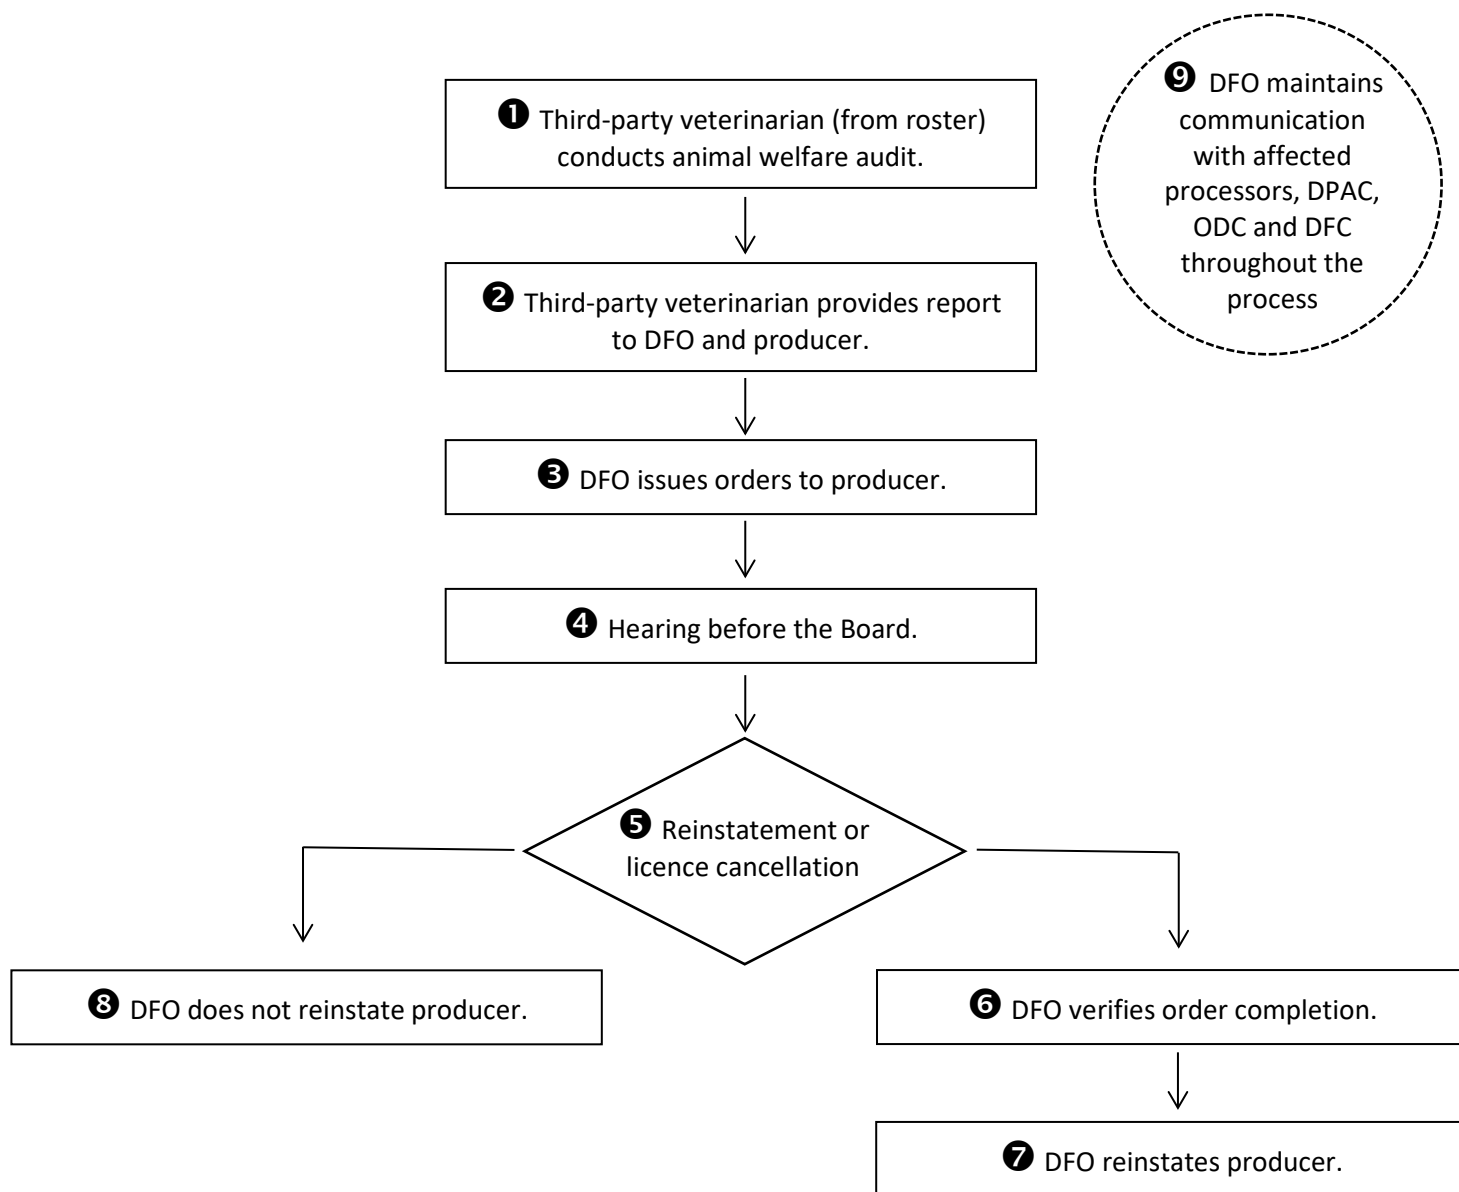 ❶ Third-party veterinarian (from roster)
conducts animal welfare audit.
❾ DFO maintains
communication
with affected
processors, DPAC,
ODC and DFC
throughout the
process
❷ Third-party veterinarian provides report
to DFO and producer.
❸ DFO issues orders to producer.
❹ Hearing before the Board.
❺ Reinstatement or
licence cancellation
❽ DFO does not reinstate producer.
❻ DFO verifies order completion.
❼ DFO reinstates producer.